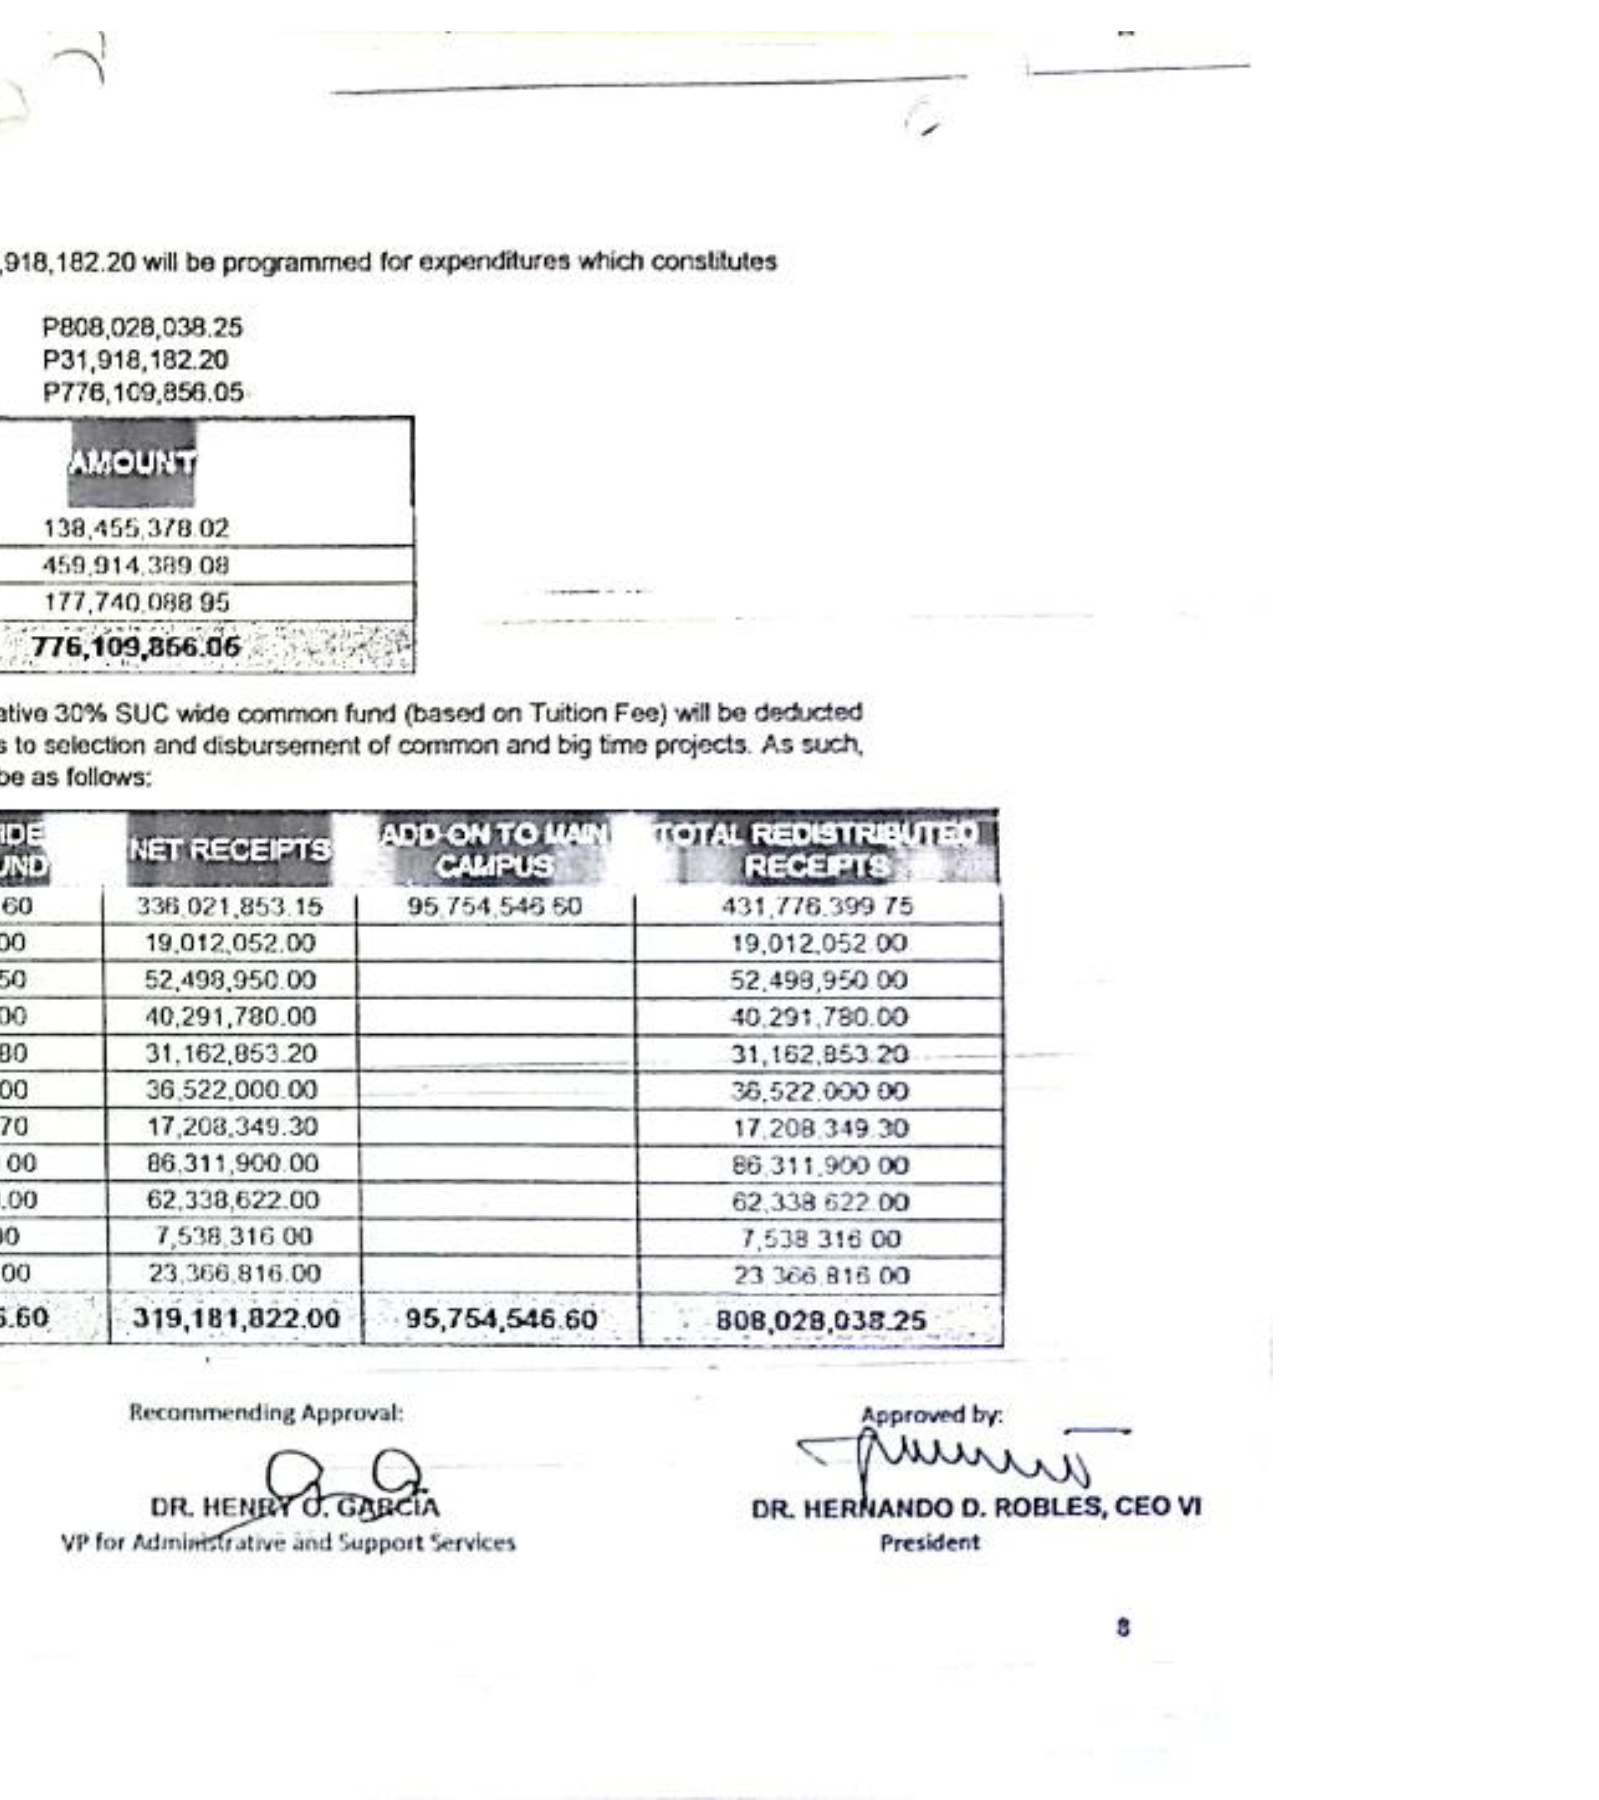 ,918,182.20 will be programmed for expenditures which constitutes
P808,028,038.25
P31,918,182.20
P776,109,856.05
AMOUNT
138,455,378.02
459,914,389.08
177,740,088.95
776,109,856.05
ative 30% SUC wide common fund (based on Tuition Fee) will be deducted
s to selection and disbursement of common and big time projects. As such,
be as follows:
IDE NET RECEIPTS ADD-ON TO MAIN TOTAL REDISTRIBUTED
UND CAMPUS RECEIPTS
60 336,021,853.15 95,754,546.60 431,776,399.75
00 19,012,052.00 19,012,052.00
50 52,498,950.00 52,498,950.00
00 40,291,780.00 40,291,780.00
80 31,162,853.20 31,162,853.20
00 36,522,000.00 36,522,000.00
70 17,208,349.30 17,208,349.30
00 86,311,900.00 86,311,900.00
.00 62,338,622.00 62,338,622.00
00 7,538,316.00 7,538,316.00
00 23,366,816.00 23,366,816.00
6.60 319,181,822.00 95,754,546.60 808,028,038.25
Recommending Approval: Approved by:
DR. HENRY O. GARCIA DR. HERNANDO D. ROBLES, CEO VI
VP for Administrative and Support Services President
8